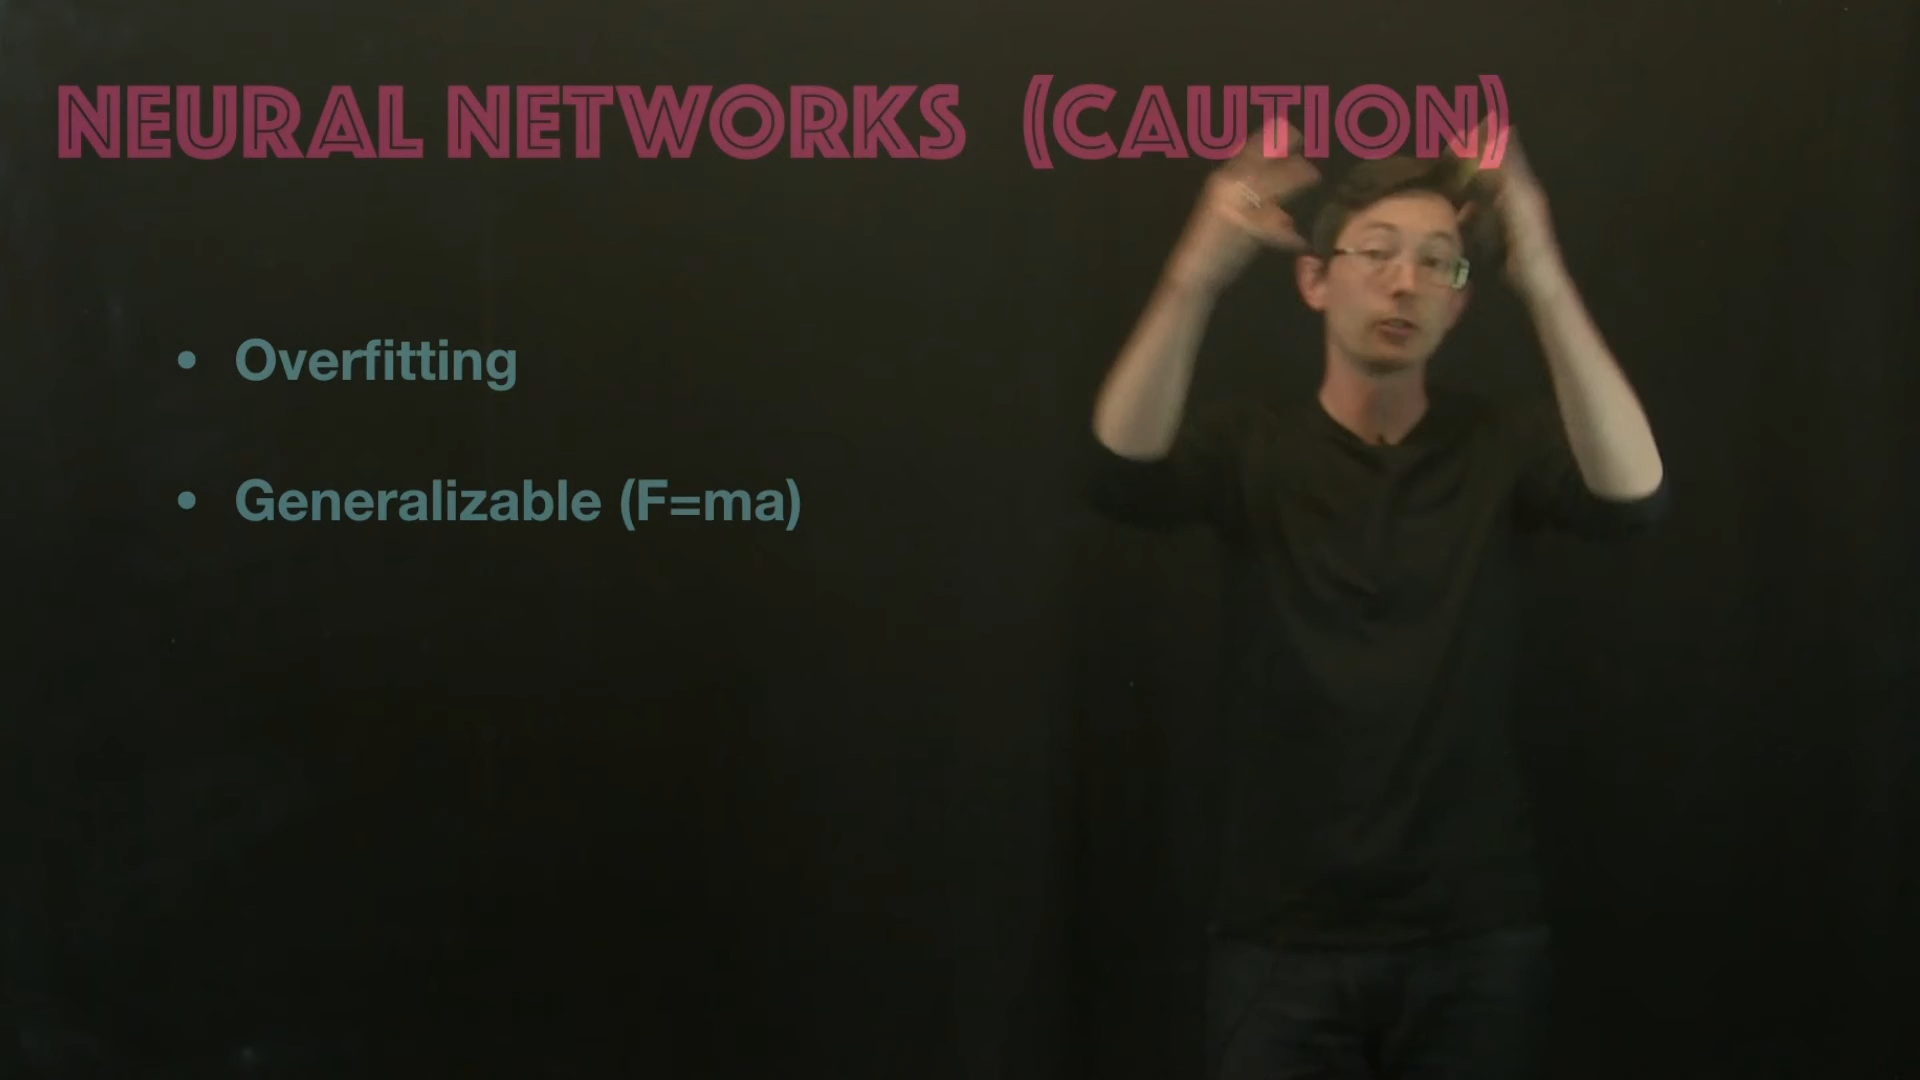 NEURAL NETWORKS (CAUTION)
• Overfitting
• Generalizable (F=ma)